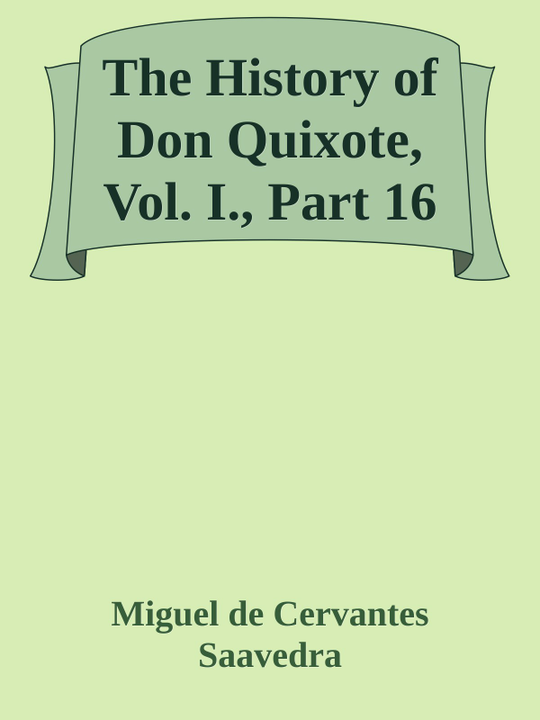 The History of
Don Quixote,
Vol. I., Part 16
Miguel de Cervantes
Saavedra